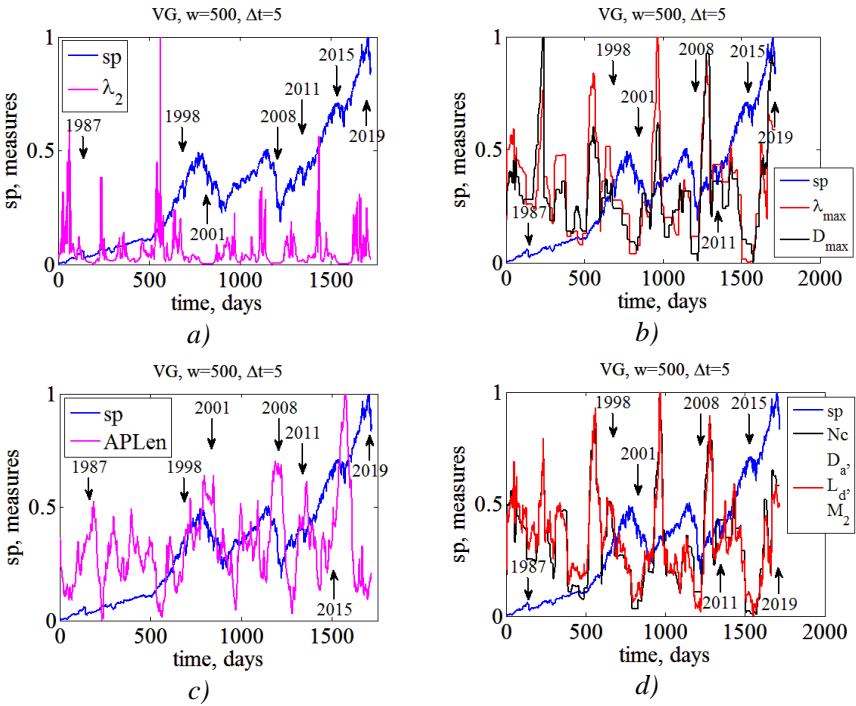 VG, w=500, Δt=5
sp
λ2
1987
1998
2001
2008
2011
2015
2019
sp, measures
1
0.5
0
0 500 1000 1500
time, days
a)
VG, w=500, Δt=5
1998
2008
2015
2001
2019
1987
2011
sp
λmax
Dmax
sp, measures
1
0.5
0
0 500 1000 1500 2000
time, days
b)
VG, w=500, Δt=5
sp
APLen
2001
2008
2011
1987
1998
2019
2015
sp, measures
1
0.5
0
0 500 1000 1500
time, days
c)
VG, w=500, Δt=5
1998
2008
2015
2001
1987
2011
2019
sp
Nc
Da,
Ld,
M2
sp, measures
1
0.5
0
0 500 1000 1500 2000
time, days
d)